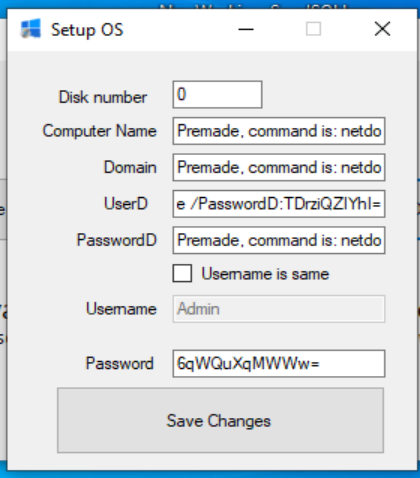 Setup OS
Disk number 0
Computer Name Premade, command is: netdo
Domain Premade, command is: netdo
UserD e /PasswordD:TDrziQZlYhI=
PasswordD Premade, command is: netdo
Username is same
Username Admin
Password 6qWQuXqMWWw=
Save Changes